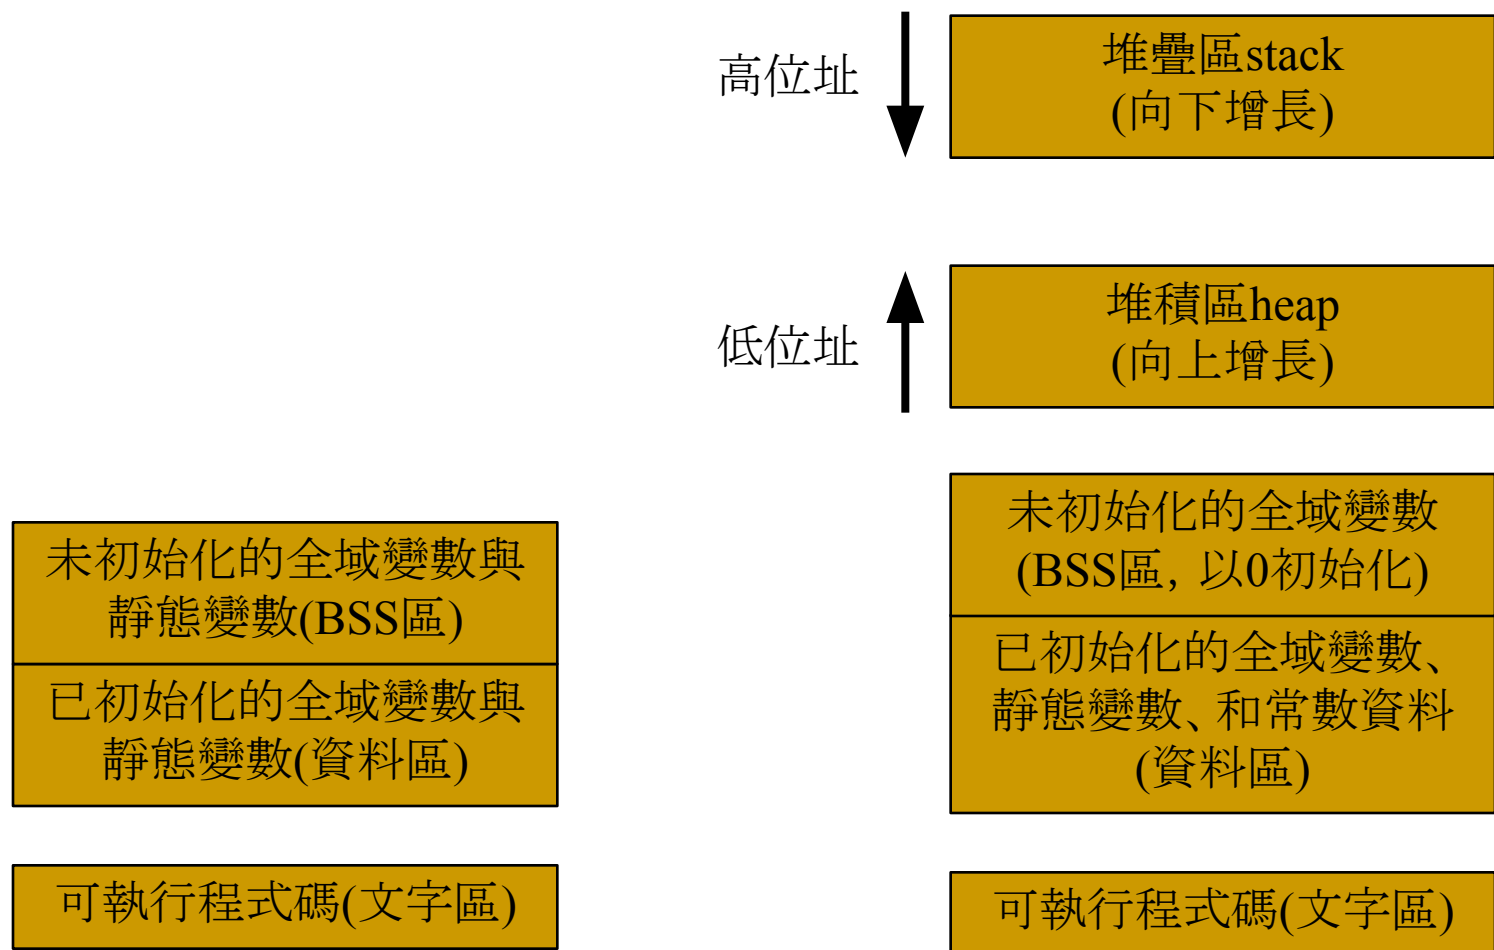 高位址
堆疊區stack
(向下增長)
低位址
堆積區heap
(向上增長)
未初始化的全域變數與
靜態變數(BSS區)
已初始化的全域變數與
靜態變數(資料區)
可執行程式碼(文字區)
未初始化的全域變數
(BSS區, 以0初始化)
已初始化的全域變數、
靜態變數、和常數資料
(資料區)
可執行程式碼(文字區)